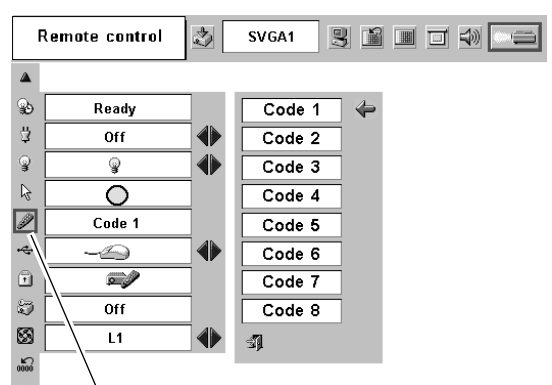 Remote control
SVGA1
Ready
Off
Code 1
Off
L1
0000
Code 1
Code 2
Code 3
Code 4
Code 5
Code 6
Code 7
Code 8